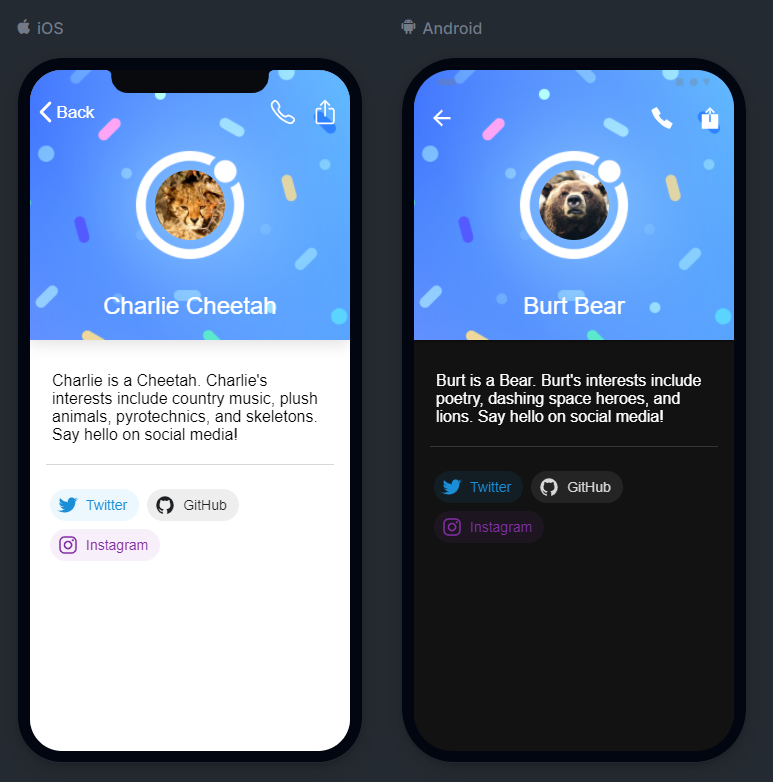 iOS
Back
Charlie Cheetah
Charlie is a Cheetah. Charlie's
interests include country music, plush
animals, pyrotechnics, and skeletons.
Say hello on social media!
Twitter
GitHub
Instagram
Android
Burt Bear
Burt is a Bear. Burt's interests include
poetry, dashing space heroes, and
lions. Say hello on social media!
Twitter
GitHub
Instagram